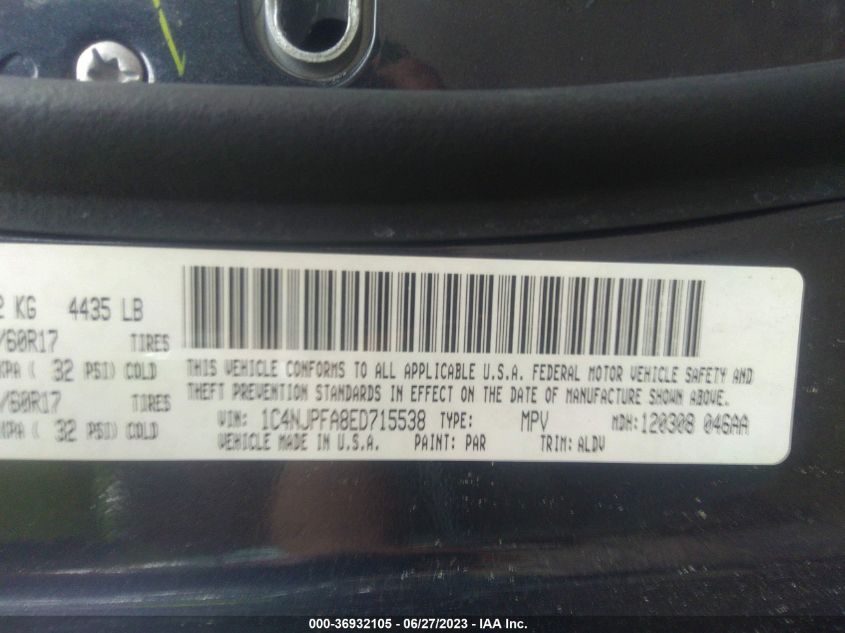 2 KG 4435 LB
/60R17 TIRES
KPA ( 32 PSI) COLD
/60R17 TIRES
KPA ( 32 PSI) COLD
THIS VEHICLE CONFORMS TO ALL APPLICABLE U.S.A. FEDERAL MOTOR VEHICLE SAFETY AND
THEFT PREVENTION STANDARDS IN EFFECT ON THE DATE OF MANUFACTURE SHOWN ABOVE.
VIN: 1C4NJPFA8ED715538 TYPE: MPV MDH: 120308 046AA
VEHICLE MADE IN U.S.A. PAINT: PAR TRIM: ALDV
000-36932105 - 06/27/2023 - IAA Inc.